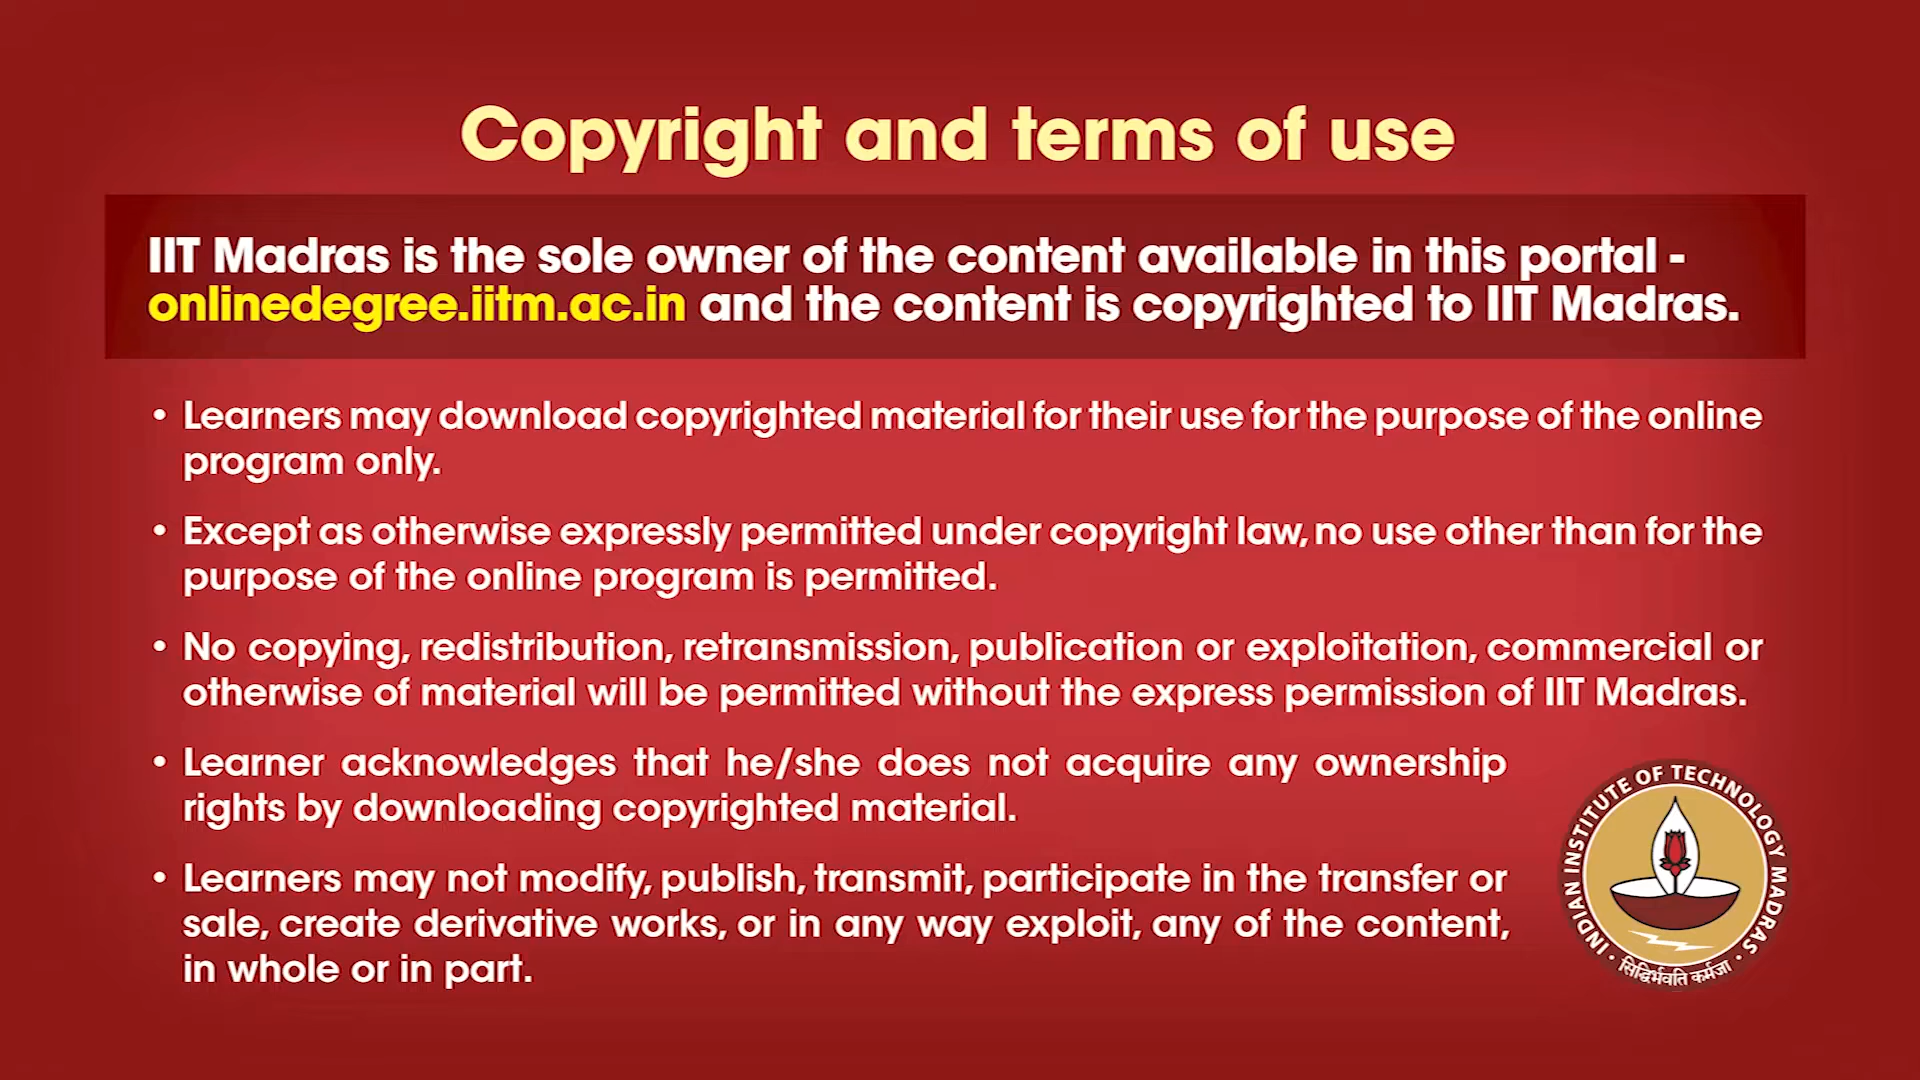 Copyright and terms of use
IIT Madras is the sole owner of the content available in this portal -
onlinedegree.iitm.ac.in and the content is copyrighted to IIT Madras.
• Learners may download copyrighted material for their use for the purpose of the online
program only.
• Except as otherwise expressly permitted under copyright law, no use other than for the
purpose of the online program is permitted.
• No copying, redistribution, retransmission, publication or exploitation, commercial or
otherwise of material will be permitted without the express permission of IIT Madras.
• Learner acknowledges that he/she does not acquire any ownership
rights by downloading copyrighted material.
• Learners may not modify, publish, transmit, participate in the transfer or
sale, create derivative works, or in any way exploit, any of the content,
in whole or in part.
INDIAN INSTITUTE OF TECHNOLOGY MADRAS
सिद्धिर्भवति कर्मजा